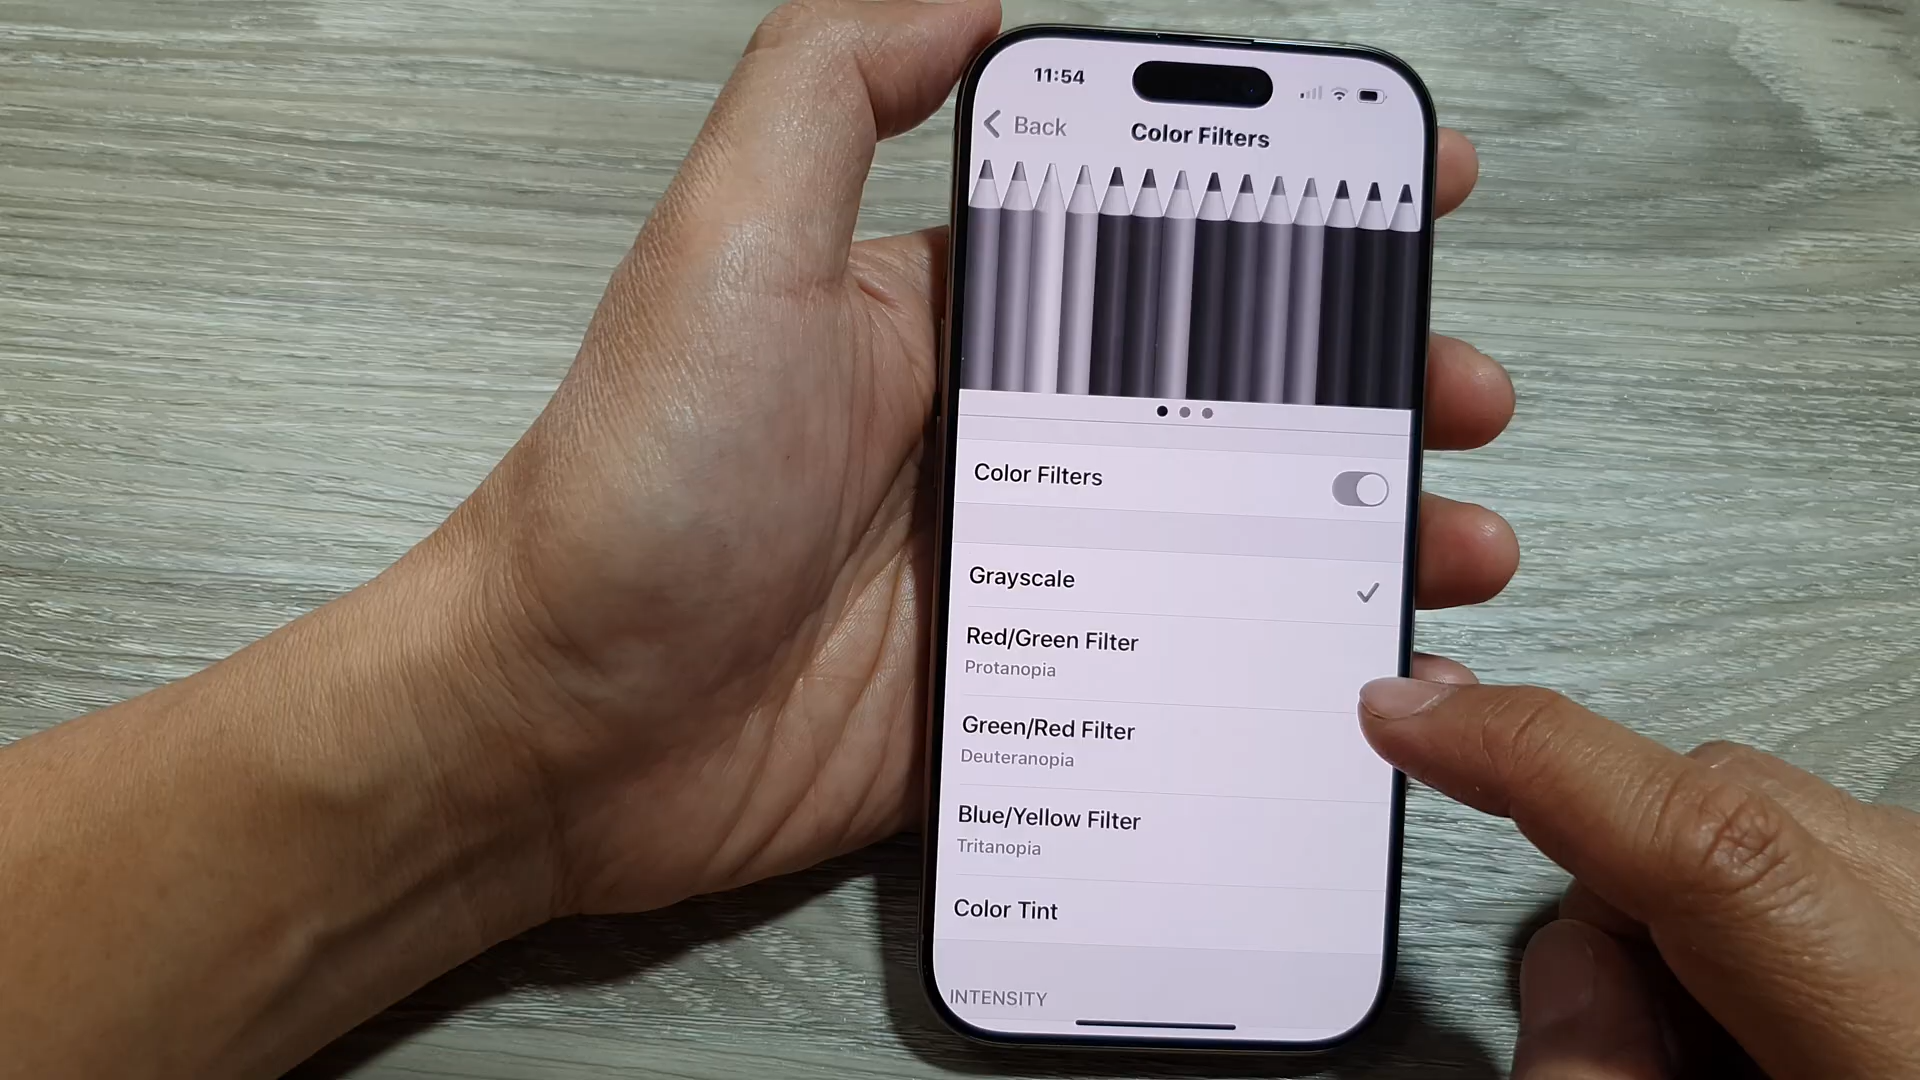 11:54
Back
Color Filters
Color Filters
Grayscale
Red/Green Filter
Protanopia
Green/Red Filter
Deuteranopia
Blue/Yellow Filter
Tritanopia
Color Tint
INTENSITY